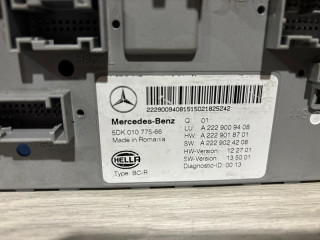 22290094081915021825242
Mercedes-Benz Q 01
5DK 010 775-66 LU A 222 900 94 08
Made in Romania HW A 222 901 87 01
SW A 222 902 42 08
HELLA HW-Version: 12 27 01
SW-Version 13 50 01
Type: BC-R Diagnostic-ID: 00 13